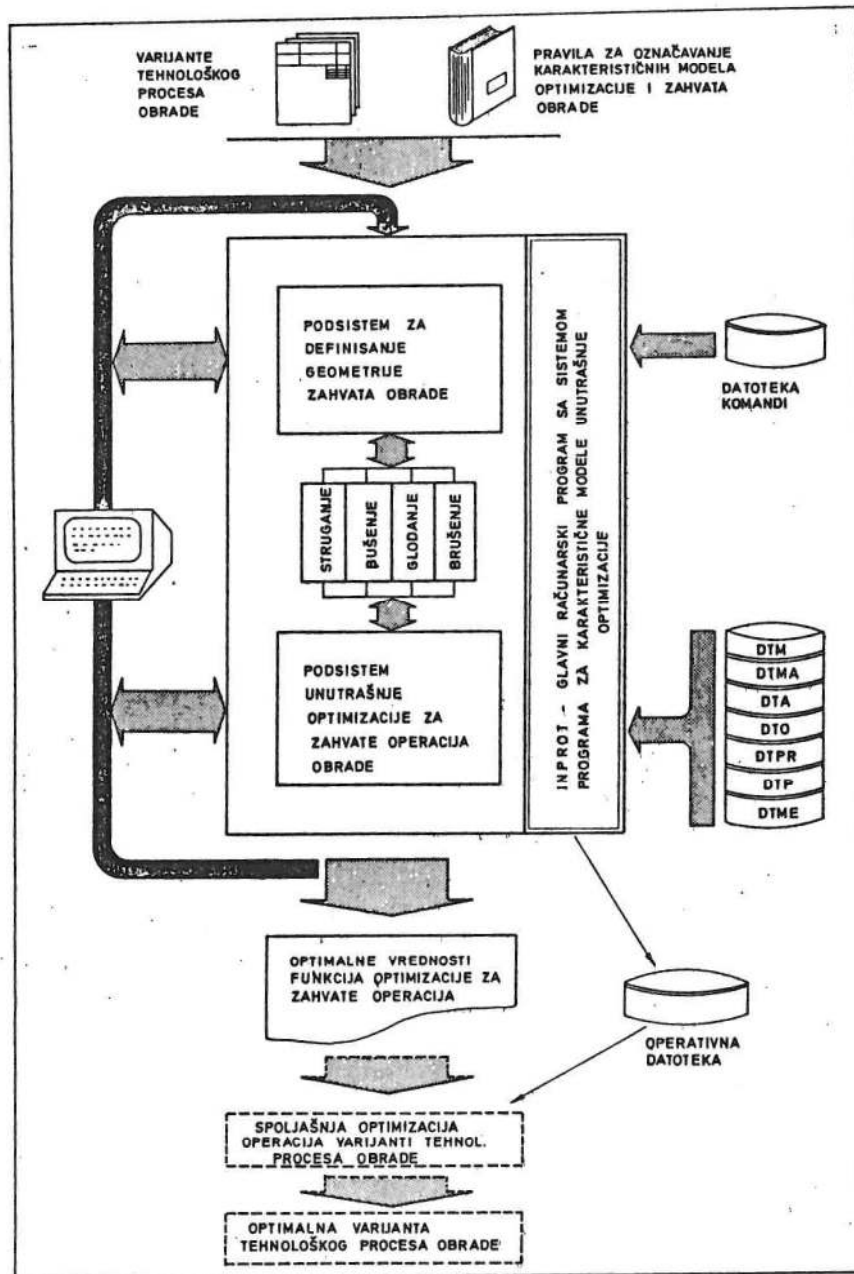 VARIJANTE
TEHNOLOŠKOG
PROCESA
OBRADE
PRAVILA ZA OZNAČAVANJE
KARAKTERISTIČNIH MODELA
OPTIMIZACIJE I ZAHVATA
OBRADE
PODSISTEM ZA
DEFINISANJE
GEOMETRIJE
ZAHVATA OBRADE
STRUGANJE
BUŠENJE
GLODANJE
BRUŠENJE
PODSISTEM
UNUTRAŠNJE
OPTIMIZACIJE ZA
ZAHVATE OPERACIJA
OBRADE
INPROT - GLAVNI RAČUNARSKI PROGRAM SA SISTEMOM
PROGRAMA ZA KARAKTERISTIČNE MODELE UNUTRAŠNJE
OPTIMIZACIJE
DATOTEKA
KOMANDI
DTM
DTMA
DTA
DTO
DTPR
DTP
DTME
OPTIMALNE VREDNOSTI
FUNKCIJA OPTIMIZACIJE ZA
ZAHVATE OPERACIJA
OPERATIVNA
DATOTEKA
SPOLJAŠNJA OPTIMIZACIJA
OPERACIJA VARIJANTI TEHNOL.
PROCESA OBRADE
OPTIMALNA VARIJANTA
TEHNOLOŠKOG PROCESA OBRADE